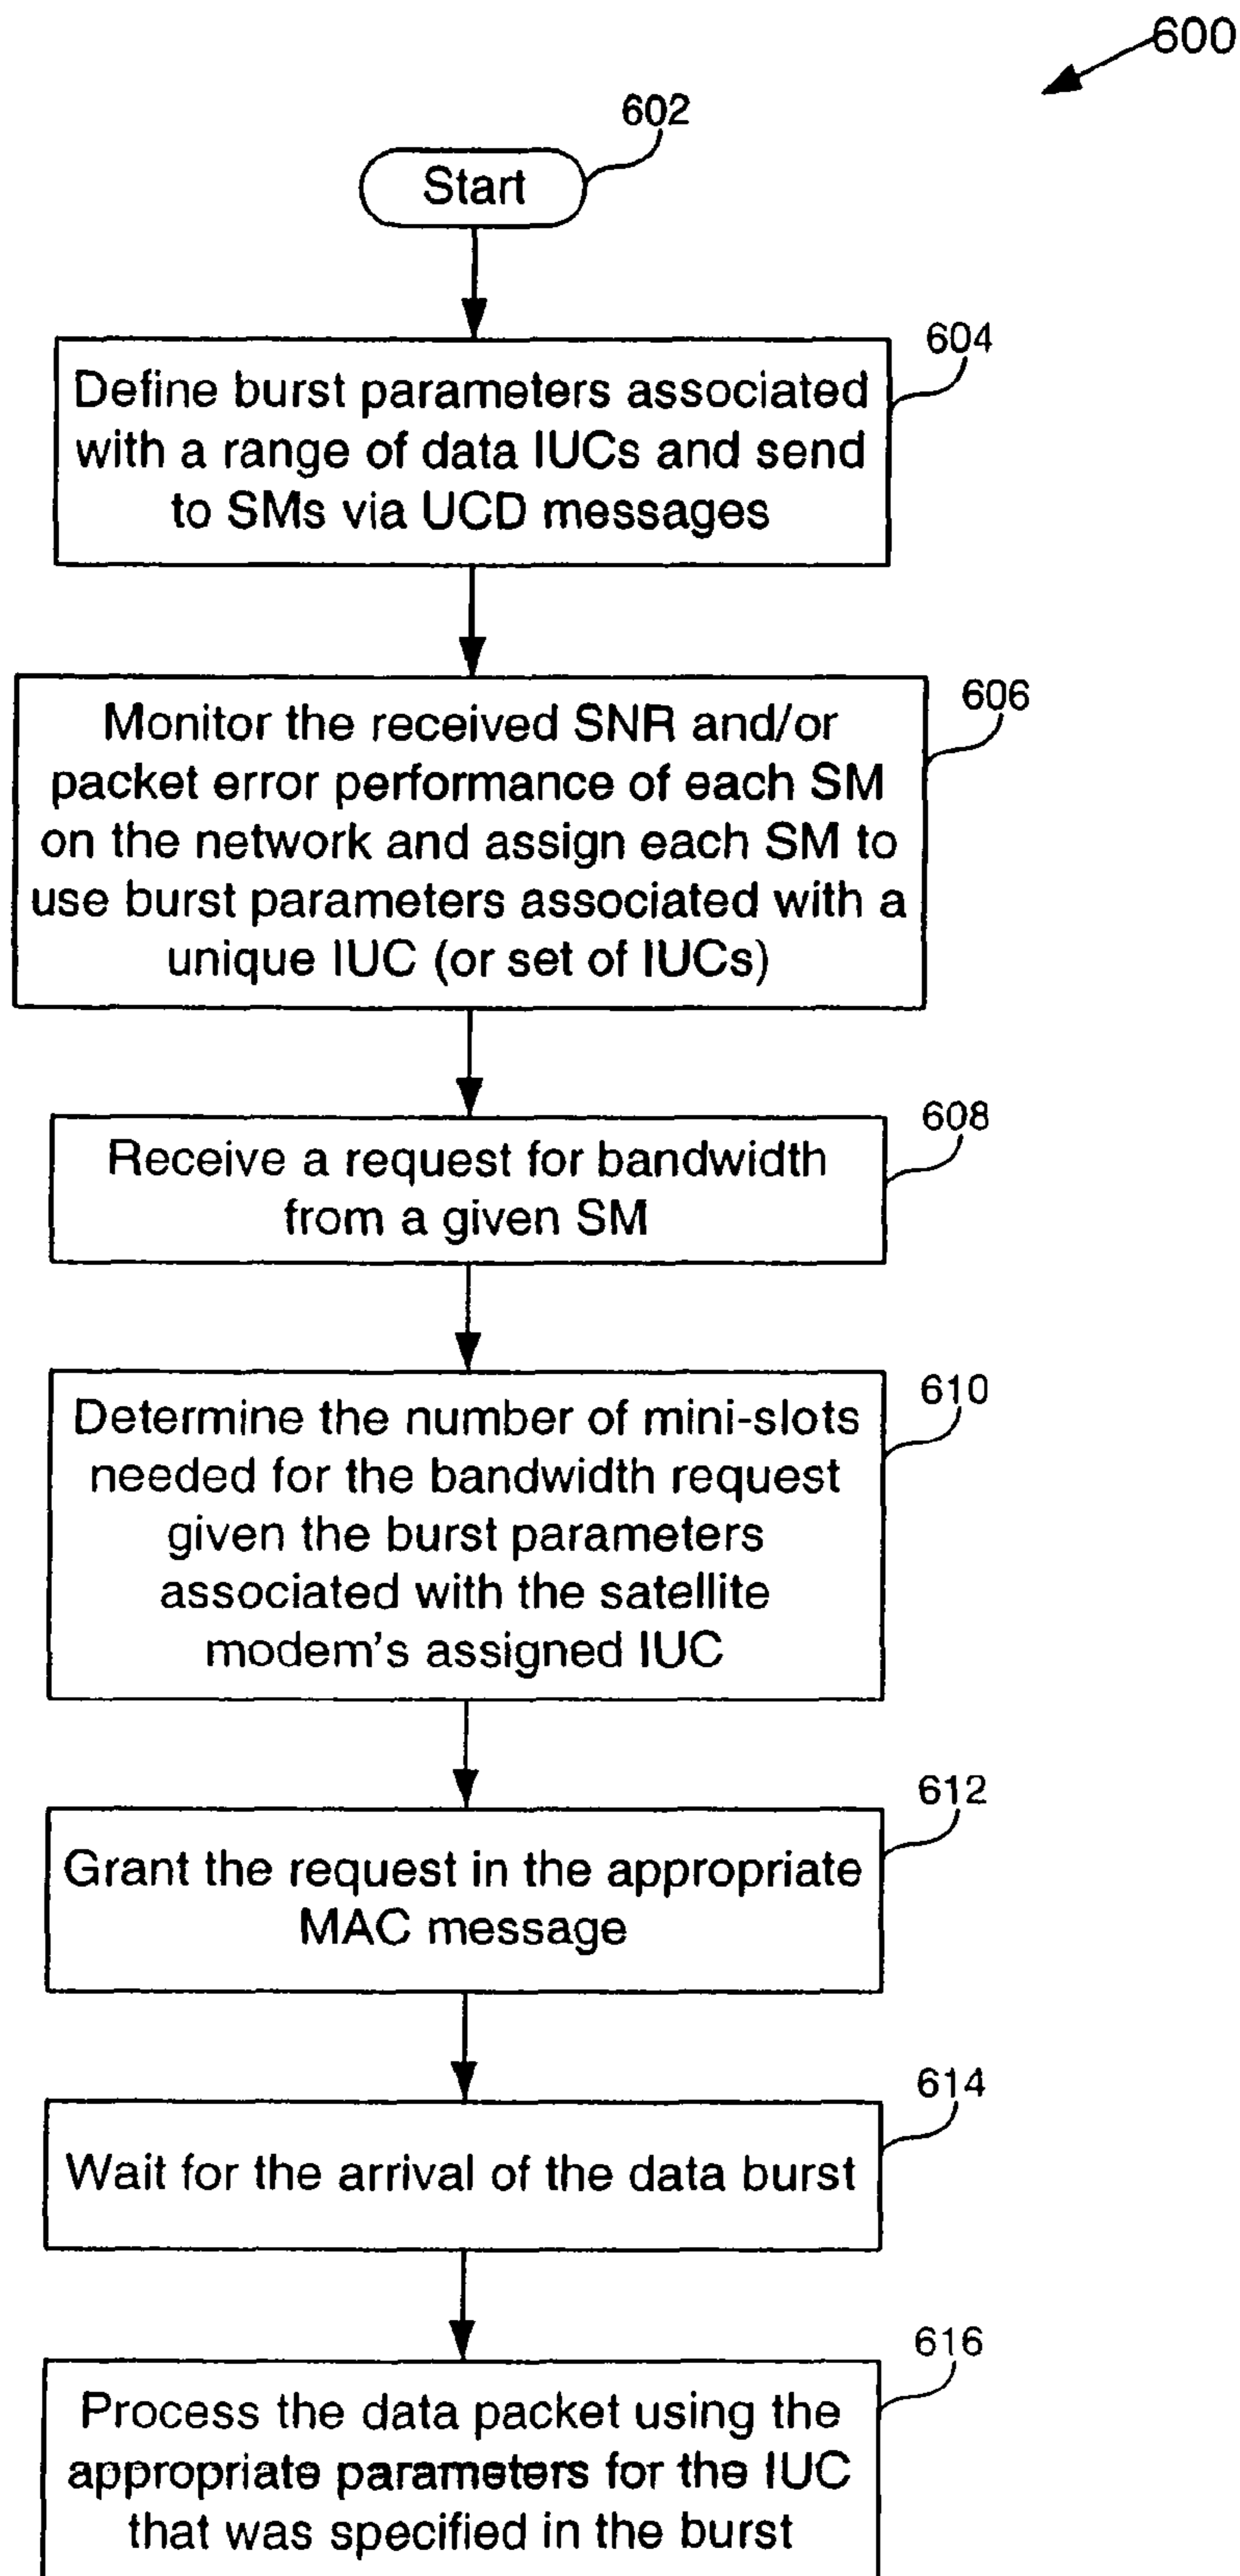 600
602
Start
604
Define burst parameters associated
with a range of data IUCs and send
to SMs via UCD messages
606
Monitor the received SNR and/or
packet error performance of each SM
on the network and assign each SM to
use burst parameters associated with a
unique IUC (or set of IUCs)
608
Receive a request for bandwidth
from a given SM
610
Determine the number of mini-slots
needed for the bandwidth request
given the burst parameters
associated with the satellite
modem's assigned IUC
612
Grant the request in the appropriate
MAC message
614
Wait for the arrival of the data burst
616
Process the data packet using the
appropriate parameters for the IUC
that was specified in the burst